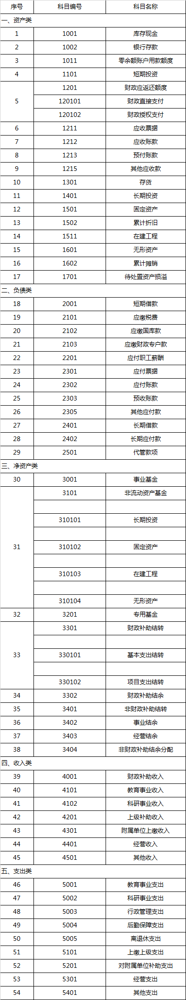 序号 科目编号 科目名称
一、资产类
1 1001 库存现金
2 1002 银行存款
3 1011 零余额账户用款额度
4 1101 短期投资
1201 财政应返还额度
5 120101 财政直接支付
120102 财政授权支付
6 1211 应收票据
7 1212 应收账款
8 1213 预付账款
9 1215 其他应收款
10 1301 存货
11 1401 长期投资
12 1501 固定资产
13 1502 累计折旧
14 1511 在建工程
15 1601 无形资产
16 1602 累计摊销
17 1701 待处置资产损溢
二、负债类
18 2001 短期借款
19 2101 应缴税费
20 2102 应缴国库款
21 2103 应缴财政专户款
22 2201 应付职工薪酬
23 2301 应付票据
24 2302 应付账款
25 2303 预收账款
26 2305 其他应付款
27 2401 长期借款
28 2402 长期应付款
29 2501 代管款项
三、净资产类
30 3001 事业基金
3101 非流动资产基金
310101 长期投资
31 310102 固定资产
310103 在建工程
310104 无形资产
32 3201 专用基金
3301 财政补助结转
33 330101 基本支出结转
330102 项目支出结转
34 3302 财政补助结余
35 3401 非财政补助结转
36 3402 事业结余
37 3403 经营结余
38 3404 非财政补助结余分配
四、收入类
39 4001 财政补助收入
40 4101 教育事业收入
41 4102 科研事业收入
42 4201 上级补助收入
43 4301 附属单位上缴收入
44 4401 经营收入
45 4501 其他收入
五、支出类
46 5001 教育事业支出
47 5002 科研事业支出
48 5003 行政管理支出
49 5004 后勤保障支出
50 5005 离退休支出
51 5101 上缴上级支出
52 5201 对附属单位补助支出
53 5301 经营支出
54 5401 其他支出